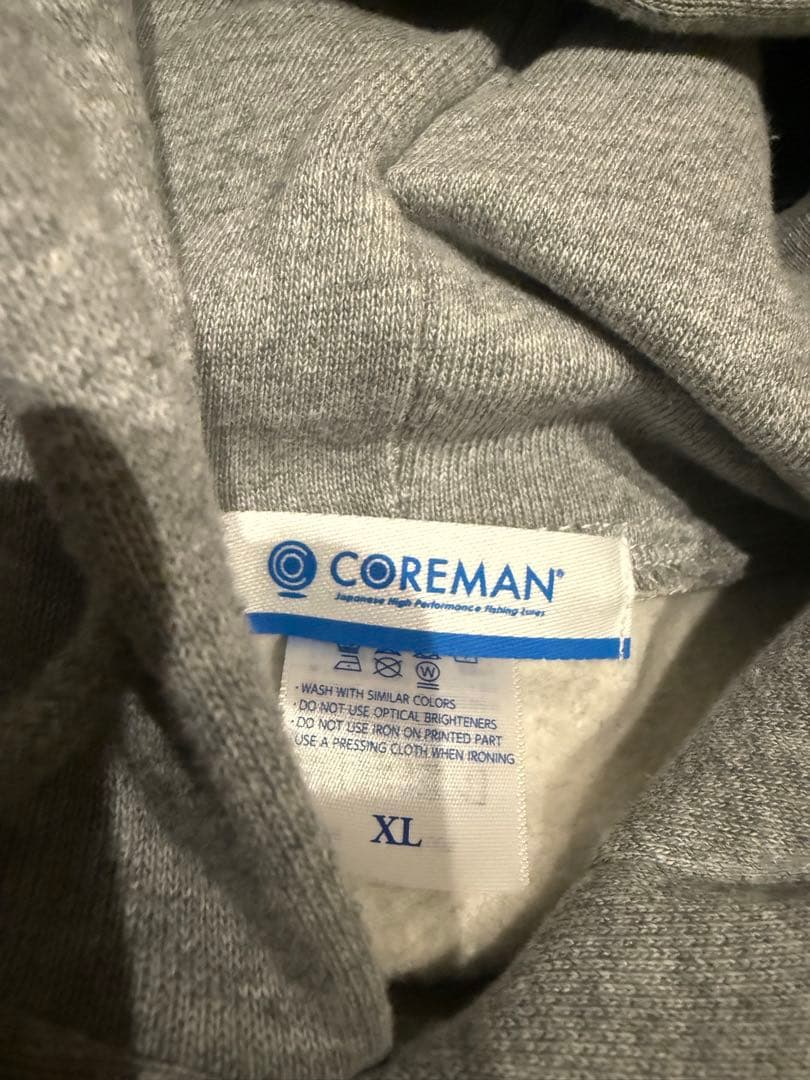 COREMAN®
Japanese High Performance Fishing Lures
W
・WASH WITH SIMILAR COLORS
・DO NOT USE OPTICAL BRIGHTENERS
・DO NOT USE IRON ON PRINTED PART
USE A PRESSING CLOTH WHEN IRONING
XL